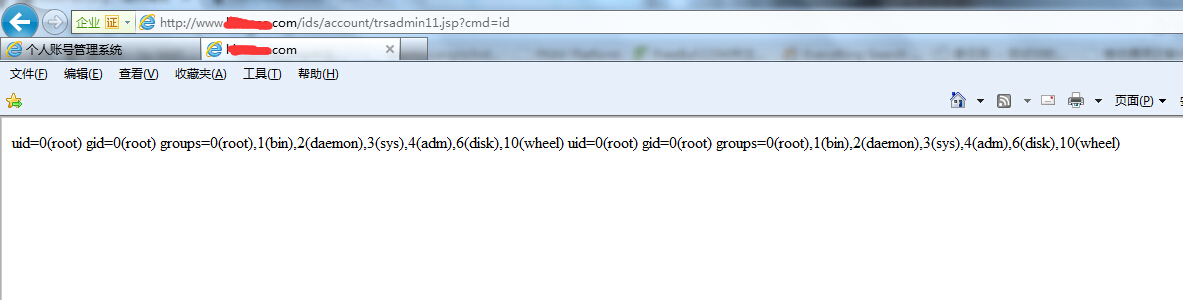 企业 证 http://www.
.com/ids/account/trsadmin11.jsp?cmd=id
个人账号管理系统 .com
文件(F) 编辑(E) 查看(V) 收藏夹(A) 工具(T) 帮助(H)
页面(P)
uid=0(root) gid=0(root) groups=0(root),1(bin),2(daemon),3(sys),4(adm),6(disk),10(wheel) uid=0(root) gid=0(root) groups=0(root),1(bin),2(daemon),3(sys),4(adm),6(disk),10(wheel)